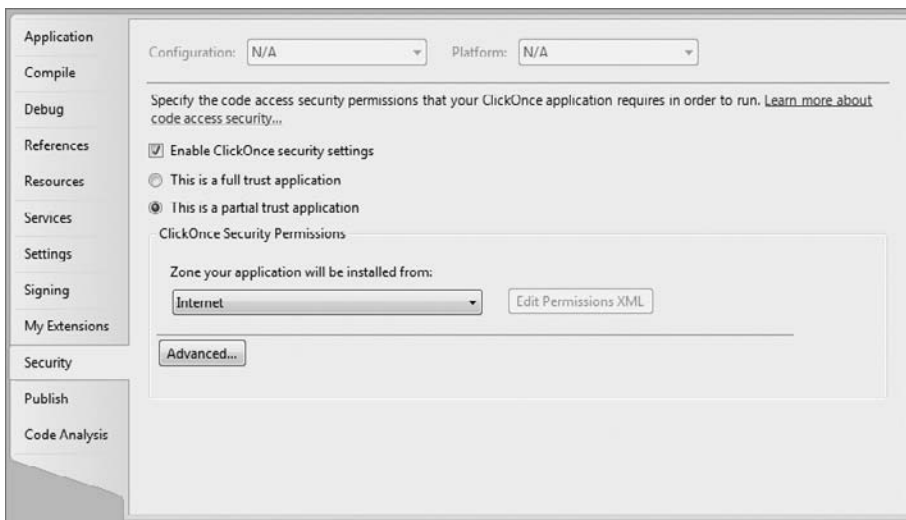 Application
Compile
Debug
References
Resources
Services
Settings
Signing
My Extensions
Security
Publish
Code Analysis
Configuration: N/A Platform: N/A
Specify the code access security permissions that your ClickOnce application requires in order to run. Learn more about
code access security...
Enable ClickOnce security settings
This is a full trust application
This is a partial trust application
ClickOnce Security Permissions
Zone your application will be installed from:
Internet Edit Permissions XML
Advanced...